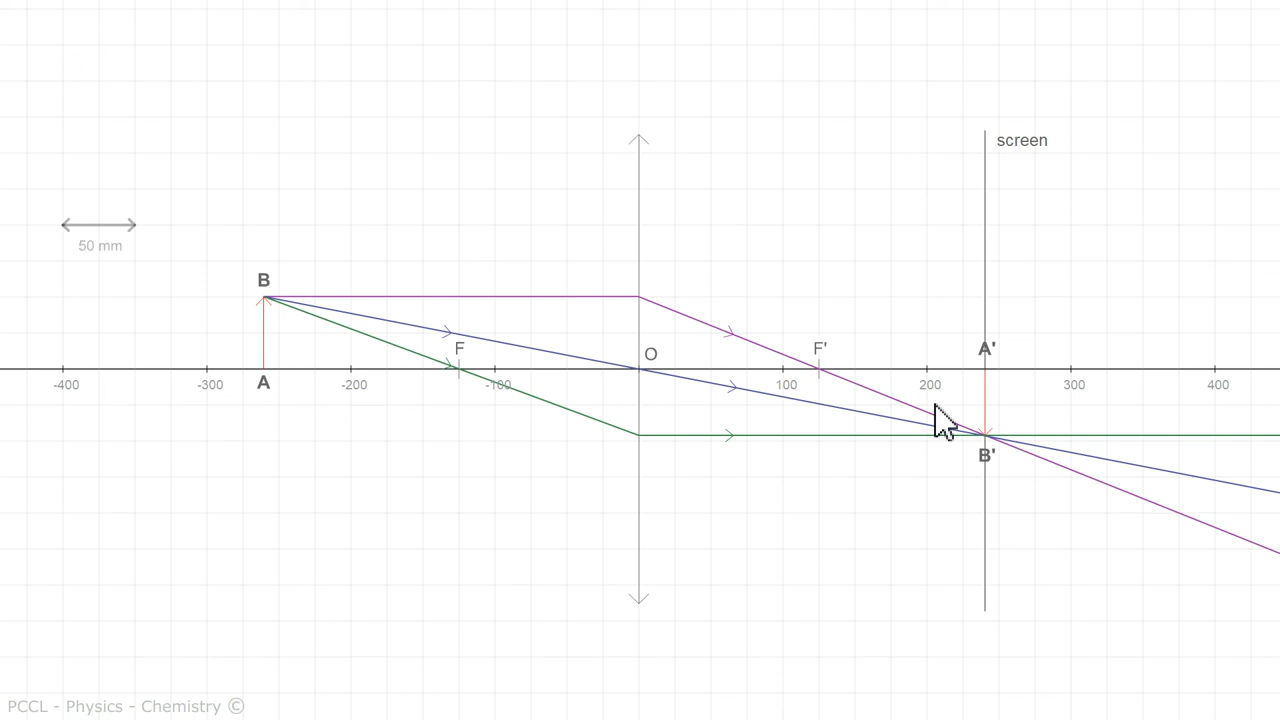 screen
50 mm
B
F
O
F'
A'
-400
-300
A
-200
-100
100
200
300
400
B'
PCCL - Physics - Chemistry ©